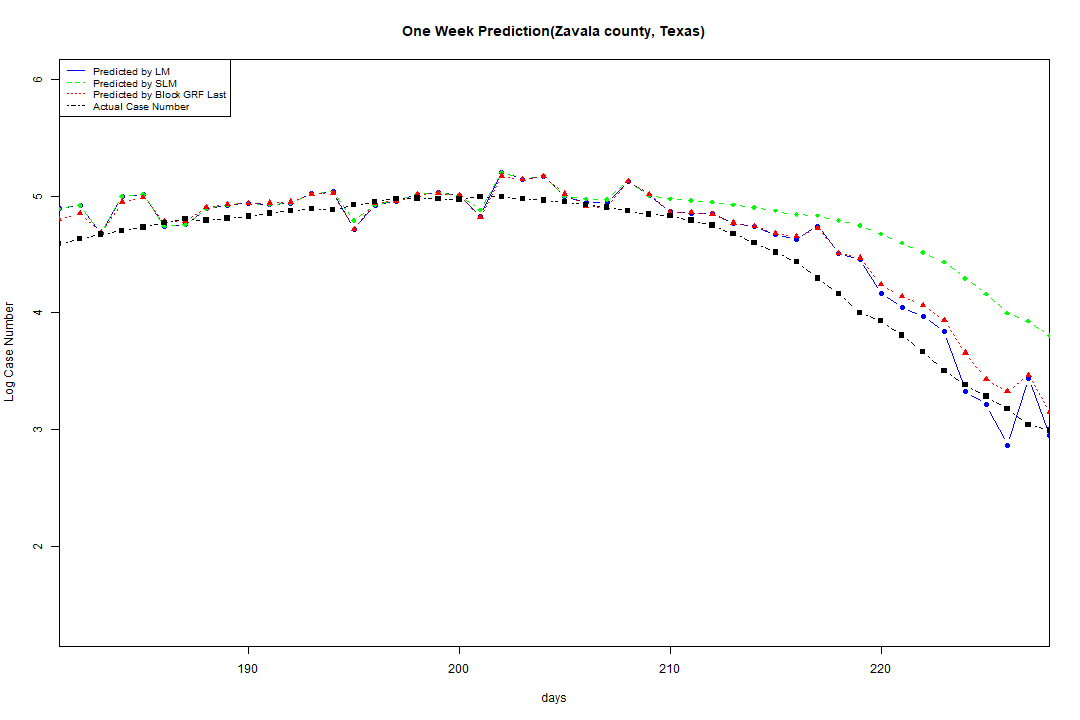 One Week Prediction(Zavala county, Texas)
Predicted by LM
Predicted by SLM
Predicted by Block GRF Last
Actual Case Number
6
5
4
3
2
Log Case Number
190 200 210 220
days